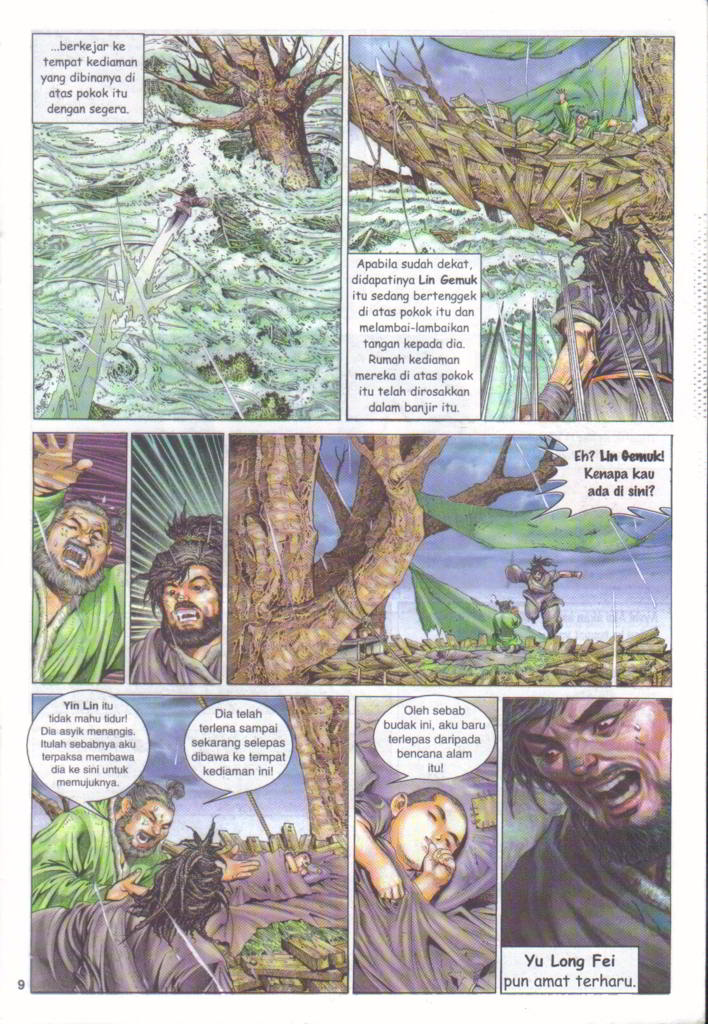 ...berkejar ke
tempat kediaman
yang dibinanya di
atas pokok itu
dengan segera.
Apabila sudah dekat,
didapatinya Lin Gemuk
itu sedang bertenggek
di atas pokok itu dan
melambai-lambaikan
tangan kepada dia.
Rumah kediaman
mereka di atas pokok
itu telah dirosakkan
dalam banjir itu.
Eh? Lin Gemuk!
Kenapa kau
ada di sini?
Yin Lin itu
tidak mahu tidur!
Dia asyik menangis.
Itulah sebabnya aku
terpaksa membawa
dia ke sini untuk
memujuknya.
Dia telah
terlena sampai
sekarang selepas
dibawa ke tempat
kediaman ini!
Oleh sebab
budak ini, aku baru
terlepas daripada
bencana alam
itu!
Yu Long Fei
pun amat terharu.
9